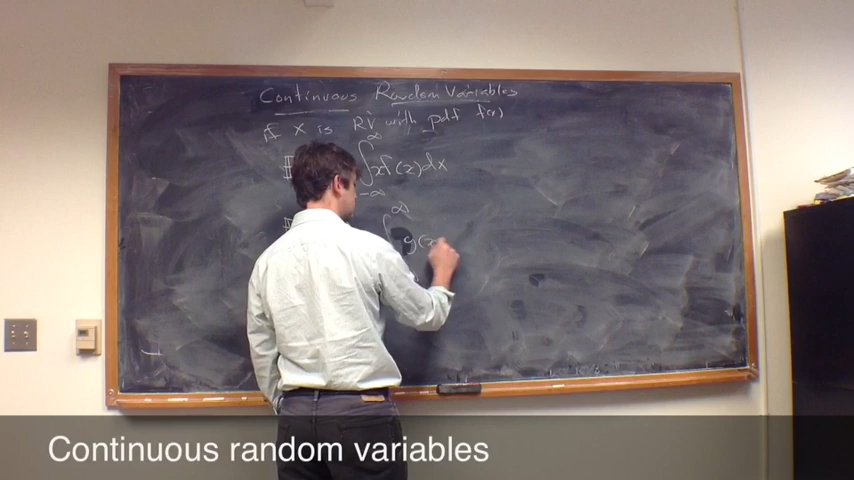 Continuous Random Variables
if X is RV with pdf f(x)
𝔼 ∫_{-∞}^{∞} xf(x)dx
𝔼 ∫ ^∞ g(x
Continuous random variables